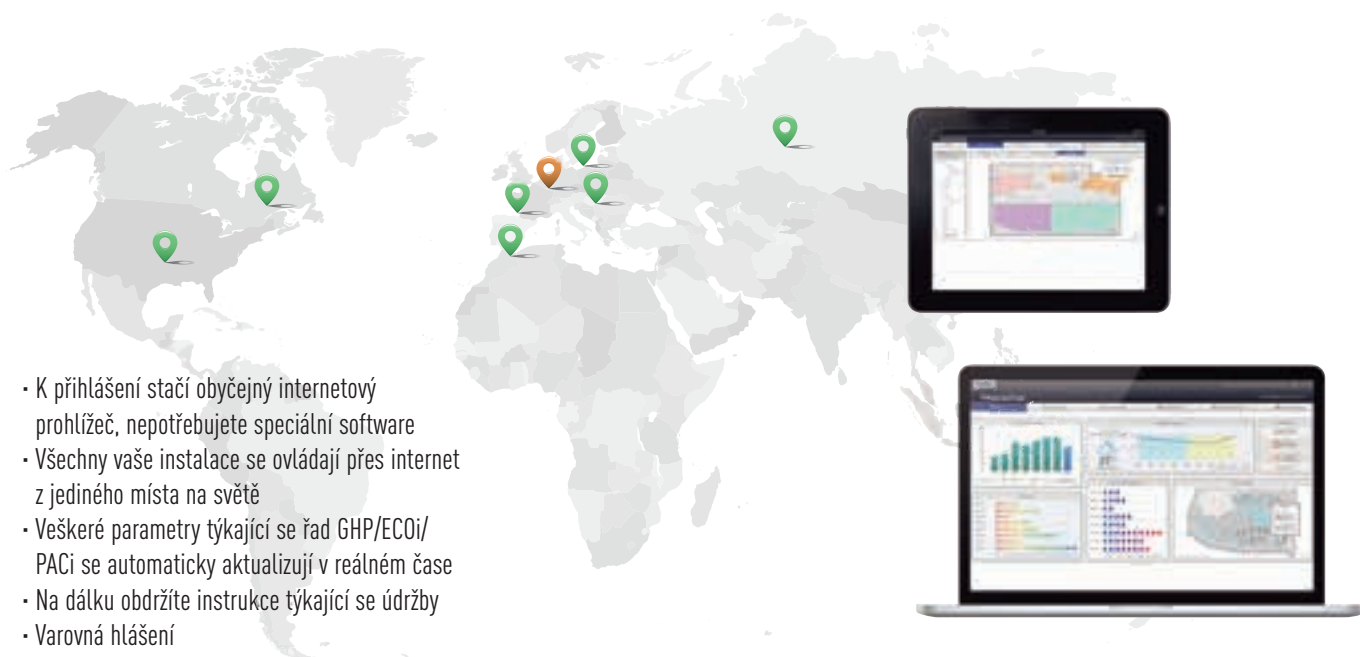 · K přihlášení stačí obyčejný internetový
prohlížeč, nepotřebujete speciální software
· Všechny vaše instalace se ovládají přes internet
z jediného místa na světě
· Veškeré parametry týkající se řad GHP/ECOi/
PACi se automaticky aktualizují v reálném čase
· Na dálku obdržíte instrukce týkající se údržby
· Varovná hlášení